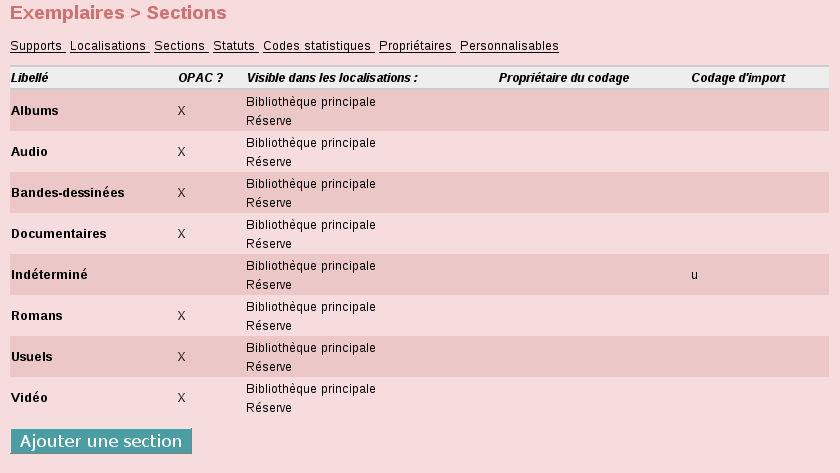 Exemplaires > Sections
Supports Localisations Sections Statuts Codes statistiques Propriétaires Personnalisables
Libellé OPAC ? Visible dans les localisations : Propriétaire du codage Codage d'import
Albums X Bibliothèque principale
Réserve
Audio X Bibliothèque principale
Réserve
Bandes-dessinées X Bibliothèque principale
Réserve
Documentaires X Bibliothèque principale
Réserve
Indéterminé Bibliothèque principale u
Réserve
Romans X Bibliothèque principale
Réserve
Usuels X Bibliothèque principale
Réserve
Vidéo X Bibliothèque principale
Réserve
Ajouter une section